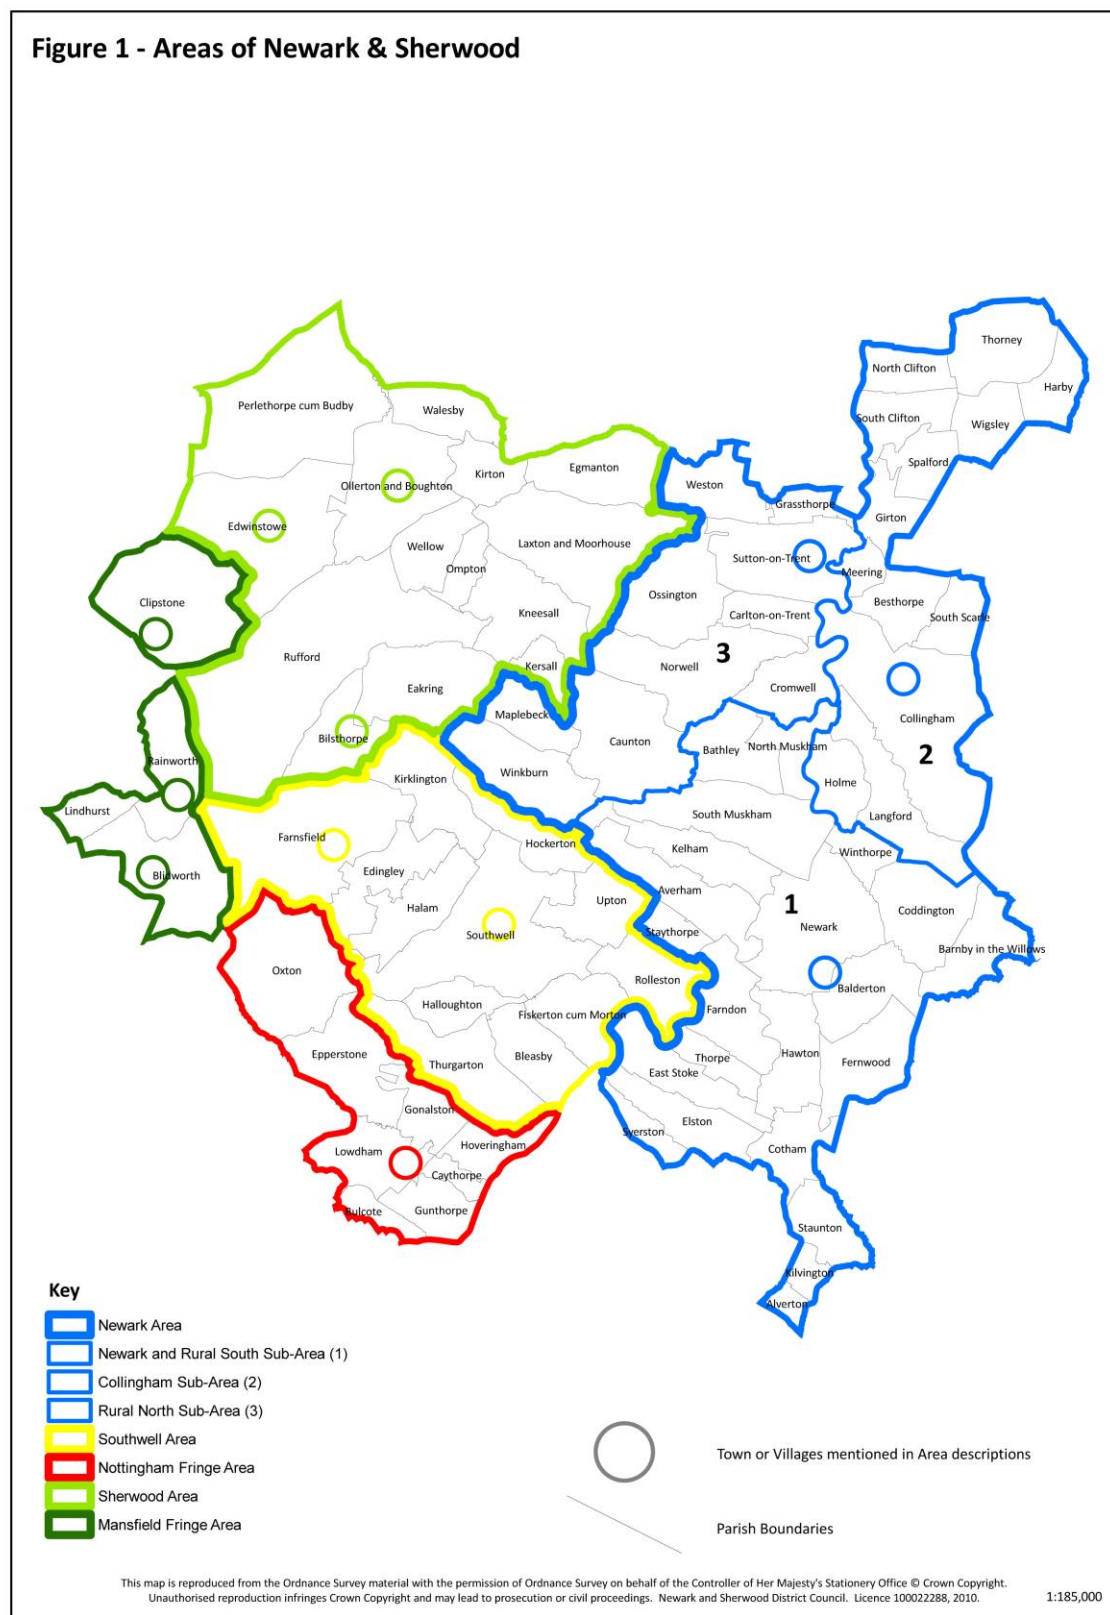 Figure 1 - Areas of Newark & Sherwood
Thorney
North Clifton
Harby
Perlethorpe cum Budby
Walesby
South Clifton
Wigsley
Spalford
Egmanton
Kirton
Weston
Ollerton and Boughton
Grassthorpe
Girton
Edwinstowe
Wellow
Laxton and Moorhouse
Sutton-on-Trent
Ompton
Meering
Clipstone
Ossington
Besthorpe
Kneesall
Carlton-on-Trent
South Scarle
Rufford
Kersall
Norwell
3
Eakring
Cromwell
Maplebeck
Collingham
Bilsthorpe
Caunton
Bathley
North Muskham
2
Rainworth
Kirklington
Winkburn
Holme
Lindhurst
South Muskham
Langford
Farnsfield
Hockerton
Kelham
Winthorpe
Edingley
Blidworth
Averham
Halam
Upton
1
Coddington
Southwell
Staythorpe
Newark
Barnby in the Willows
Oxton
Rolleston
Balderton
Halloughton
Fiskerton cum Morton
Farndon
Epperstone
Bleasby
Thorpe
Hawton
Fernwood
Thurgarton
East Stoke
Gonalston
Elston
Syerston
Lowdham
Hoveringham
Cotham
Caythorpe
Bulcote
Gunthorpe
Staunton
Kilvington
Alverton
Key
Newark Area
Newark and Rural South Sub-Area (1)
Collingham Sub-Area (2)
Rural North Sub-Area (3)
Southwell Area
Nottingham Fringe Area
Sherwood Area
Mansfield Fringe Area
Town or Villages mentioned in Area descriptions
Parish Boundaries
This map is reproduced from the Ordnance Survey material with the permission of Ordnance Survey on behalf of the Controller of Her Majesty's Stationery Office © Crown Copyright.
Unauthorised reproduction infringes Crown Copyright and may lead to prosecution or civil proceedings. Newark and Sherwood District Council. Licence 100022288, 2010.
1:185,000